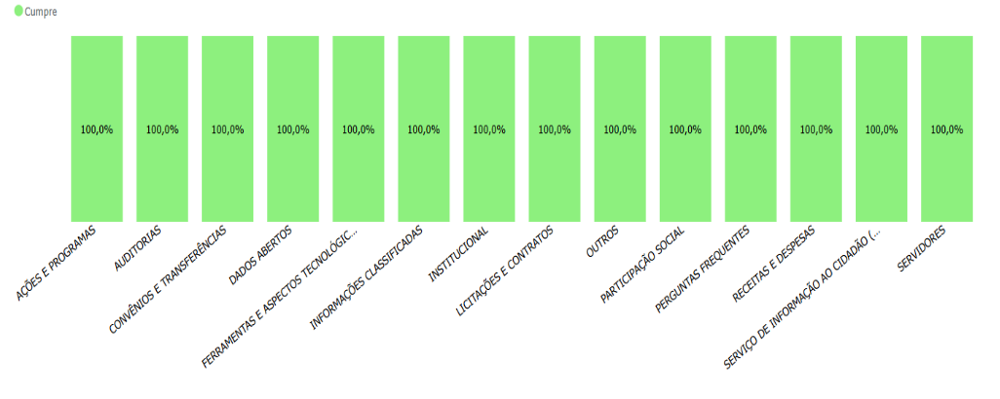 Cumpre
100,0% 100,0% 100,0% 100,0% 100,0% 100,0% 100,0% 100,0% 100,0% 100,0% 100,0% 100,0% 100,0% 100,0%
AÇÕES E PROGRAMAS
AUDITORIAS
CONVÊNIOS E TRANSFERÊNCIAS
DADOS ABERTOS
FERRAMENTAS E ASPECTOS TECNOLÓGIC...
INFORMAÇÕES CLASSIFICADAS
INSTITUCIONAL
LICITAÇÕES E CONTRATOS
OUTROS
PARTICIPAÇÃO SOCIAL
PERGUNTAS FREQUENTES
RECEITAS E DESPESAS
SERVIÇO DE INFORMAÇÃO AO CIDADÃO (...
SERVIDORES